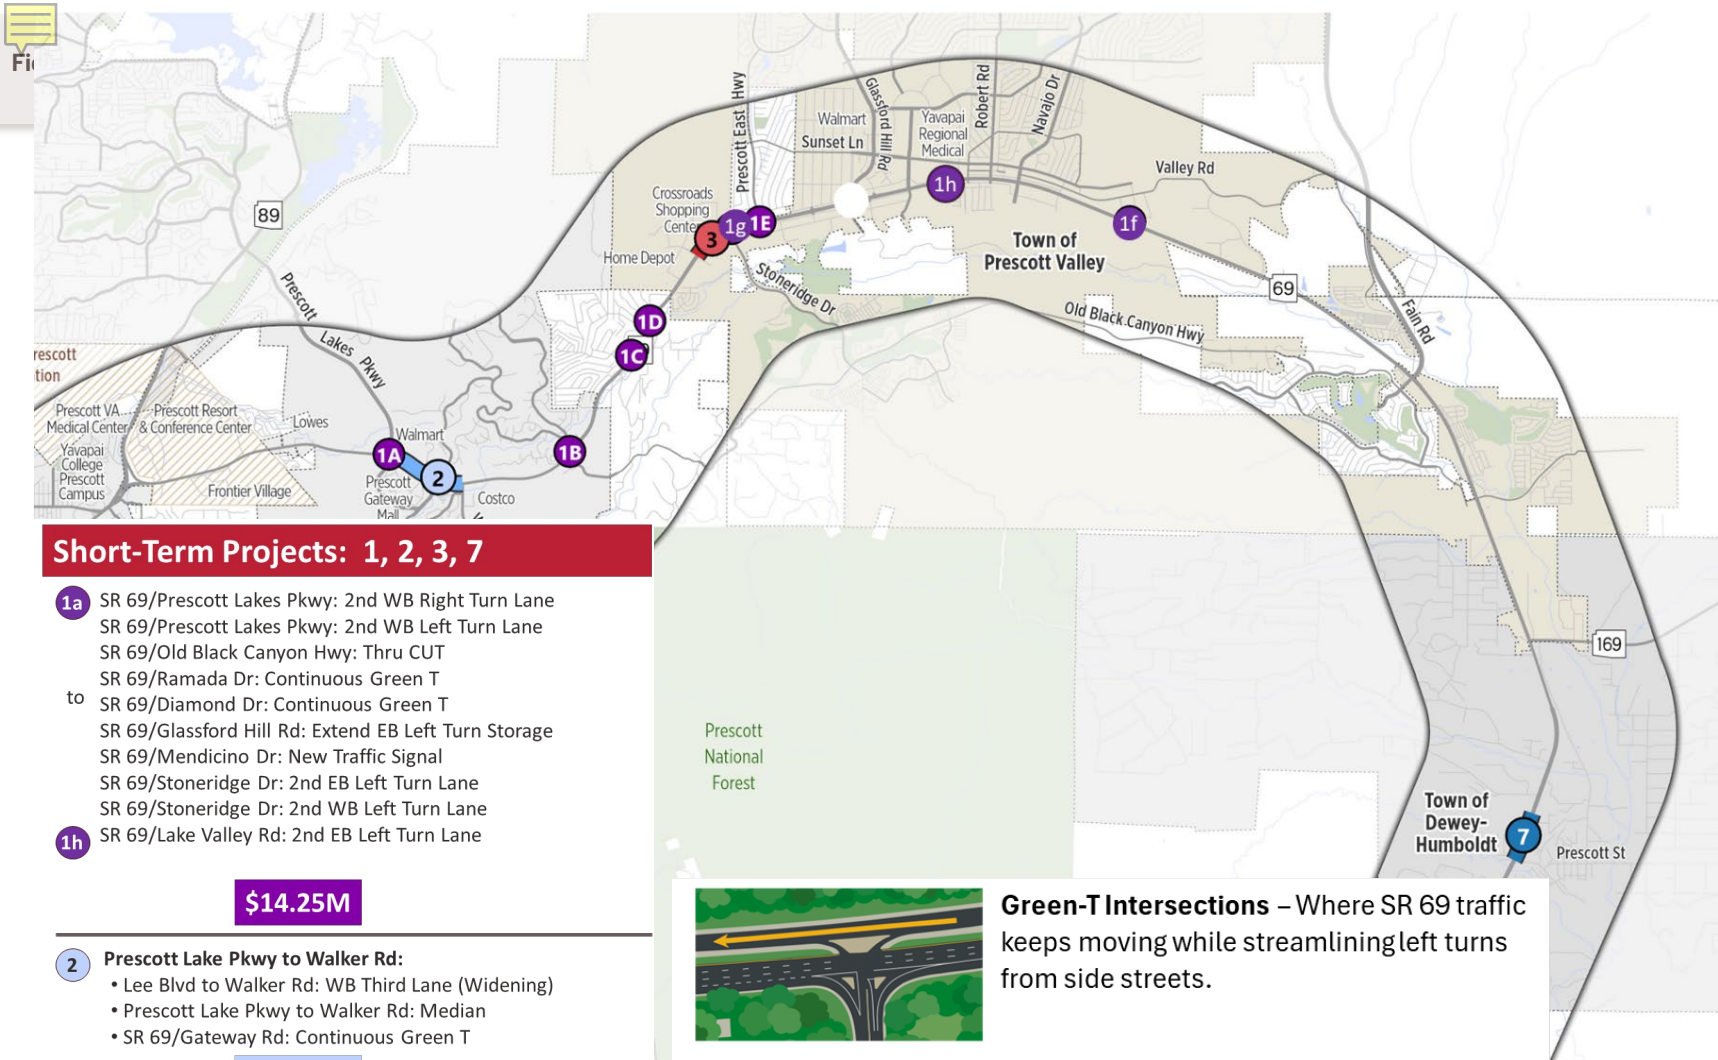 89
Prescott East Hwy
Glassford Hill Rd
Robert Rd
Navajo Dr
Walmart
Sunset Ln
Yavapai
Regional
Medical
Valley Rd
1h
1f
Crossroads
Shopping
Center
1g
1E
3
Home Depot
Stoneridge Dr
Town of
Prescott Valley
69
Old Black Canyon Hwy
Fain Rd
1D
1C
1B
Prescott
Lakes Pkwy
Prescott VA
Medical Center
Prescott Resort
& Conference Center
Lowes
Walmart
Yavapai
College
Prescott
Campus
Frontier Village
1A
2
Prescott
Gateway
Mall
Costco
169
Prescott
National
Forest
Town of
Dewey-
Humboldt
7
Prescott St
Short-Term Projects: 1, 2, 3, 7
1a
SR 69/Prescott Lakes Pkwy: 2nd WB Right Turn Lane
SR 69/Prescott Lakes Pkwy: 2nd WB Left Turn Lane
SR 69/Old Black Canyon Hwy: Thru CUT
SR 69/Ramada Dr: Continuous Green T
to
SR 69/Diamond Dr: Continuous Green T
SR 69/Glassford Hill Rd: Extend EB Left Turn Storage
SR 69/Mendicino Dr: New Traffic Signal
SR 69/Stoneridge Dr: 2nd EB Left Turn Lane
SR 69/Stoneridge Dr: 2nd WB Left Turn Lane
1h
SR 69/Lake Valley Rd: 2nd EB Left Turn Lane
$14.25M
2
Prescott Lake Pkwy to Walker Rd:
• Lee Blvd to Walker Rd: WB Third Lane (Widening)
• Prescott Lake Pkwy to Walker Rd: Median
• SR 69/Gateway Rd: Continuous Green T
Green-T Intersections – Where SR 69 traffic
keeps moving while streamlining left turns
from side streets.